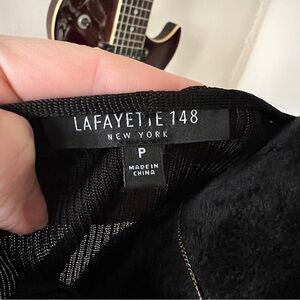 LAFAYETTE 148
NEW YORK
P
MADE IN
CHINA